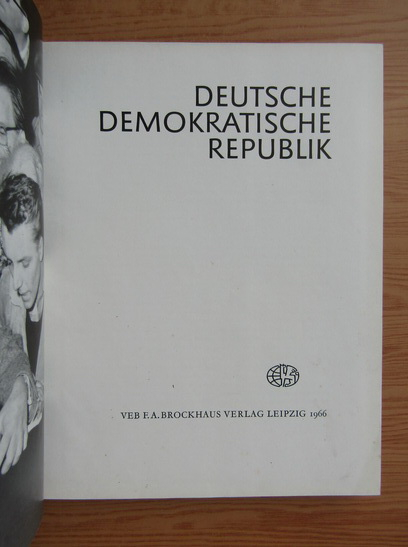 DEUTSCHE
DEMOKRATISCHE
REPUBLIK
VEB F.A. BROCKHAUS VERLAG LEIPZIG 1966